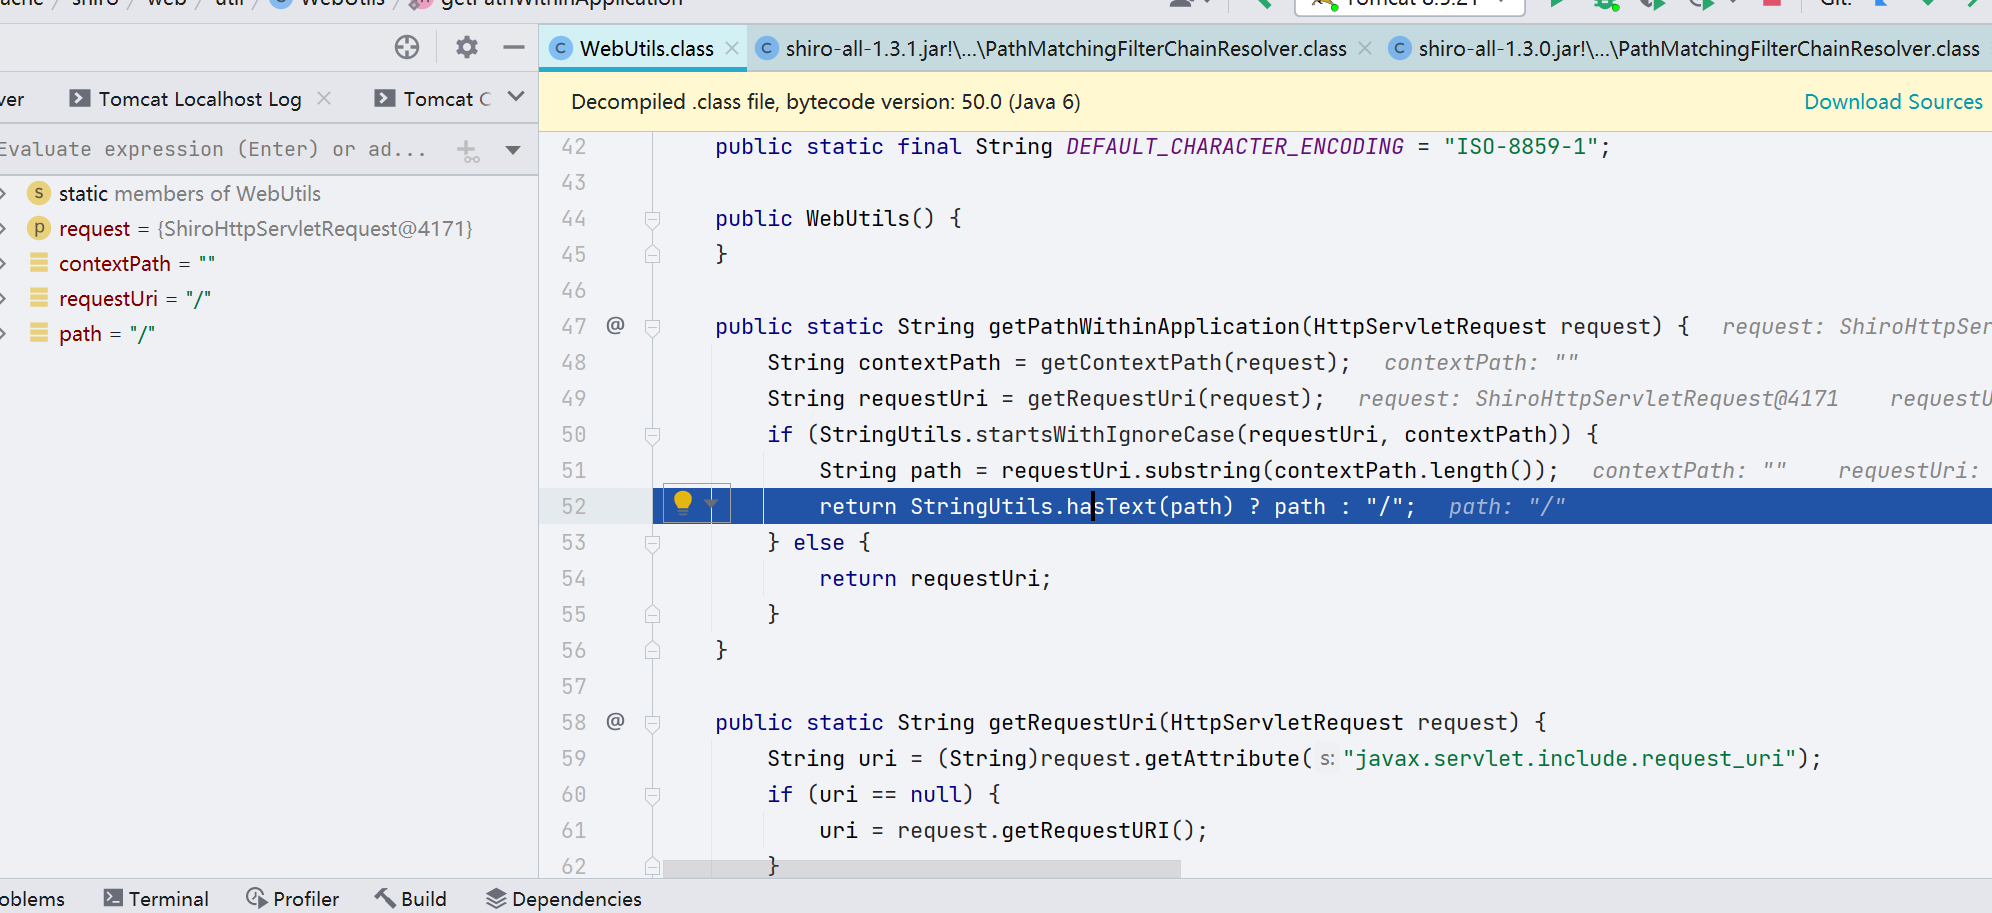 shiro / web / util / WebUtils / getPathWithinApplication
Tomcat 8.5.21
Git:
WebUtils.class
shiro-all-1.3.1.jar!\...\PathMatchingFilterChainResolver.class
shiro-all-1.3.0.jar!\...\PathMatchingFilterChainResolver.class
ver
Tomcat Localhost Log
Tomcat C
Decompiled .class file, bytecode version: 50.0 (Java 6)
Download Sources
Evaluate expression (Enter) or ad...
s static members of WebUtils
p request = {ShiroHttpServletRequest@4171}
contextPath = ""
requestUri = "/"
path = "/"
42 public static final String DEFAULT_CHARACTER_ENCODING = "ISO-8859-1";
43
44 public WebUtils() {
45 }
46
47 @ public static String getPathWithinApplication(HttpServletRequest request) { request: ShiroHttpSer
48 String contextPath = getContextPath(request); contextPath: ""
49 String requestUri = getRequestUri(request); request: ShiroHttpServletRequest@4171 requestU
50 if (StringUtils.startsWithIgnoreCase(requestUri, contextPath)) {
51 String path = requestUri.substring(contextPath.length()); contextPath: "" requestUri:
52 return StringUtils.hasText(path) ? path : "/"; path: "/"
53 } else {
54 return requestUri;
55 }
56 }
57
58 @ public static String getRequestUri(HttpServletRequest request) {
59 String uri = (String)request.getAttribute( s: "javax.servlet.include.request_uri");
60 if (uri == null) {
61 uri = request.getRequestURI();
62 }
oblems
Terminal
Profiler
Build
Dependencies